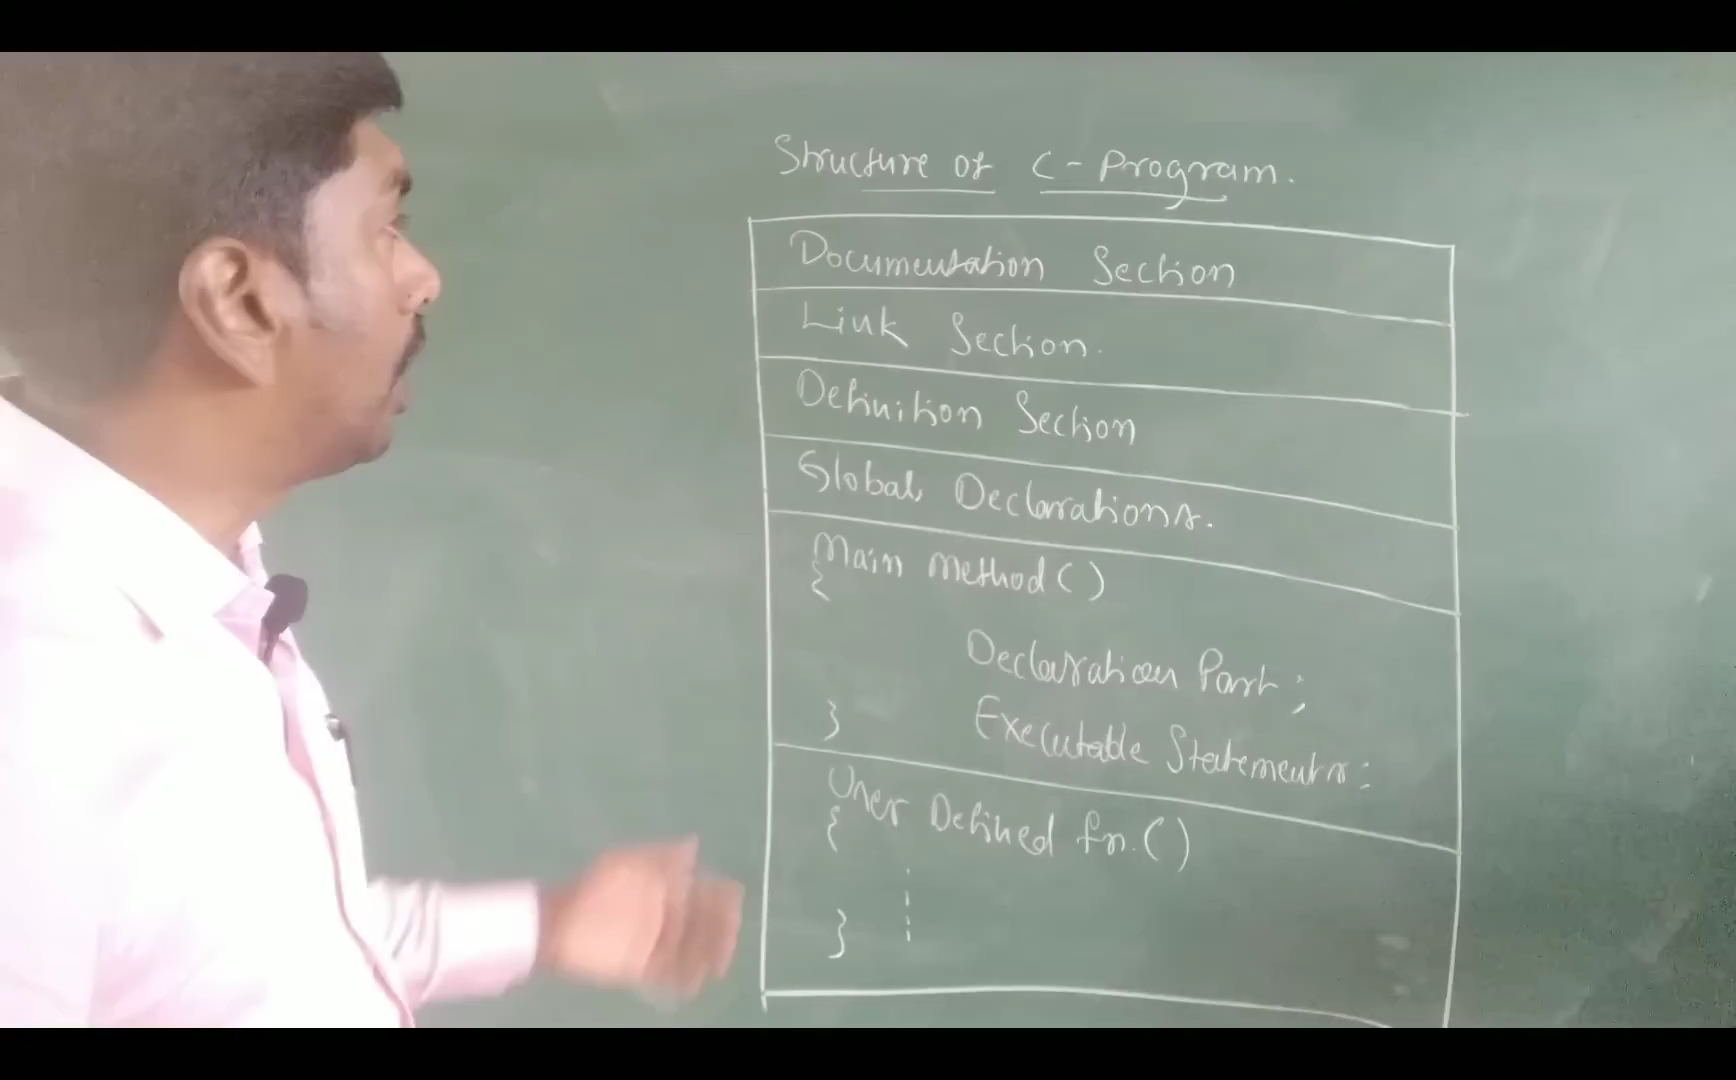 Structure of C-Program.
Documentation Section
Link Section.
Definition Section
Global Declarations.
Main Method()
{
Declaration Part;
Executable Statements;
}
User Defined fn.()
{
}